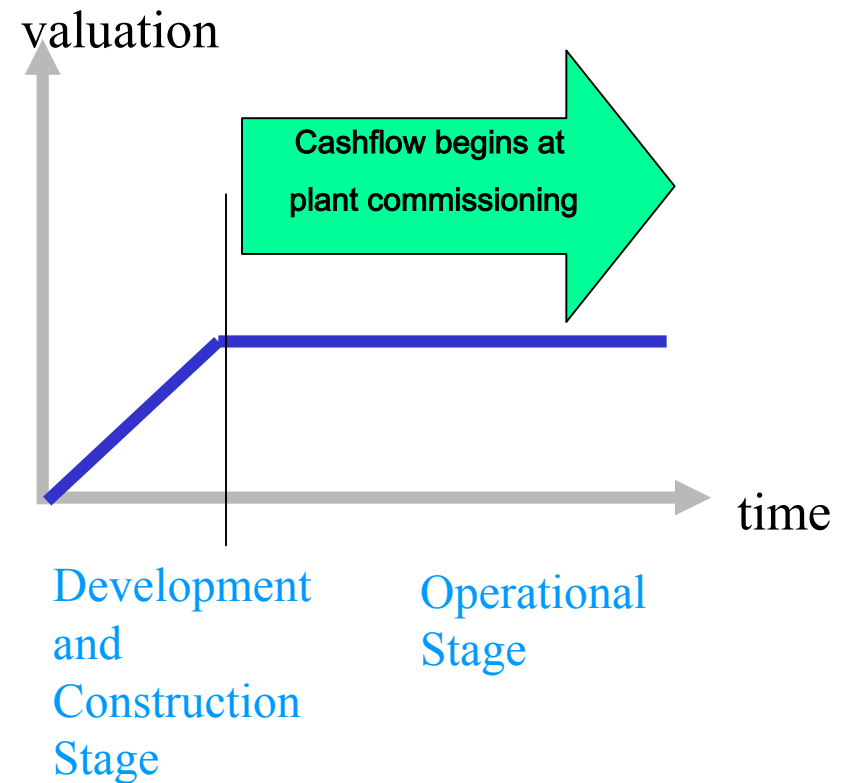 valuation
Cashflow begins at
plant commissioning
time
Development
and
Construction
Stage
Operational
Stage